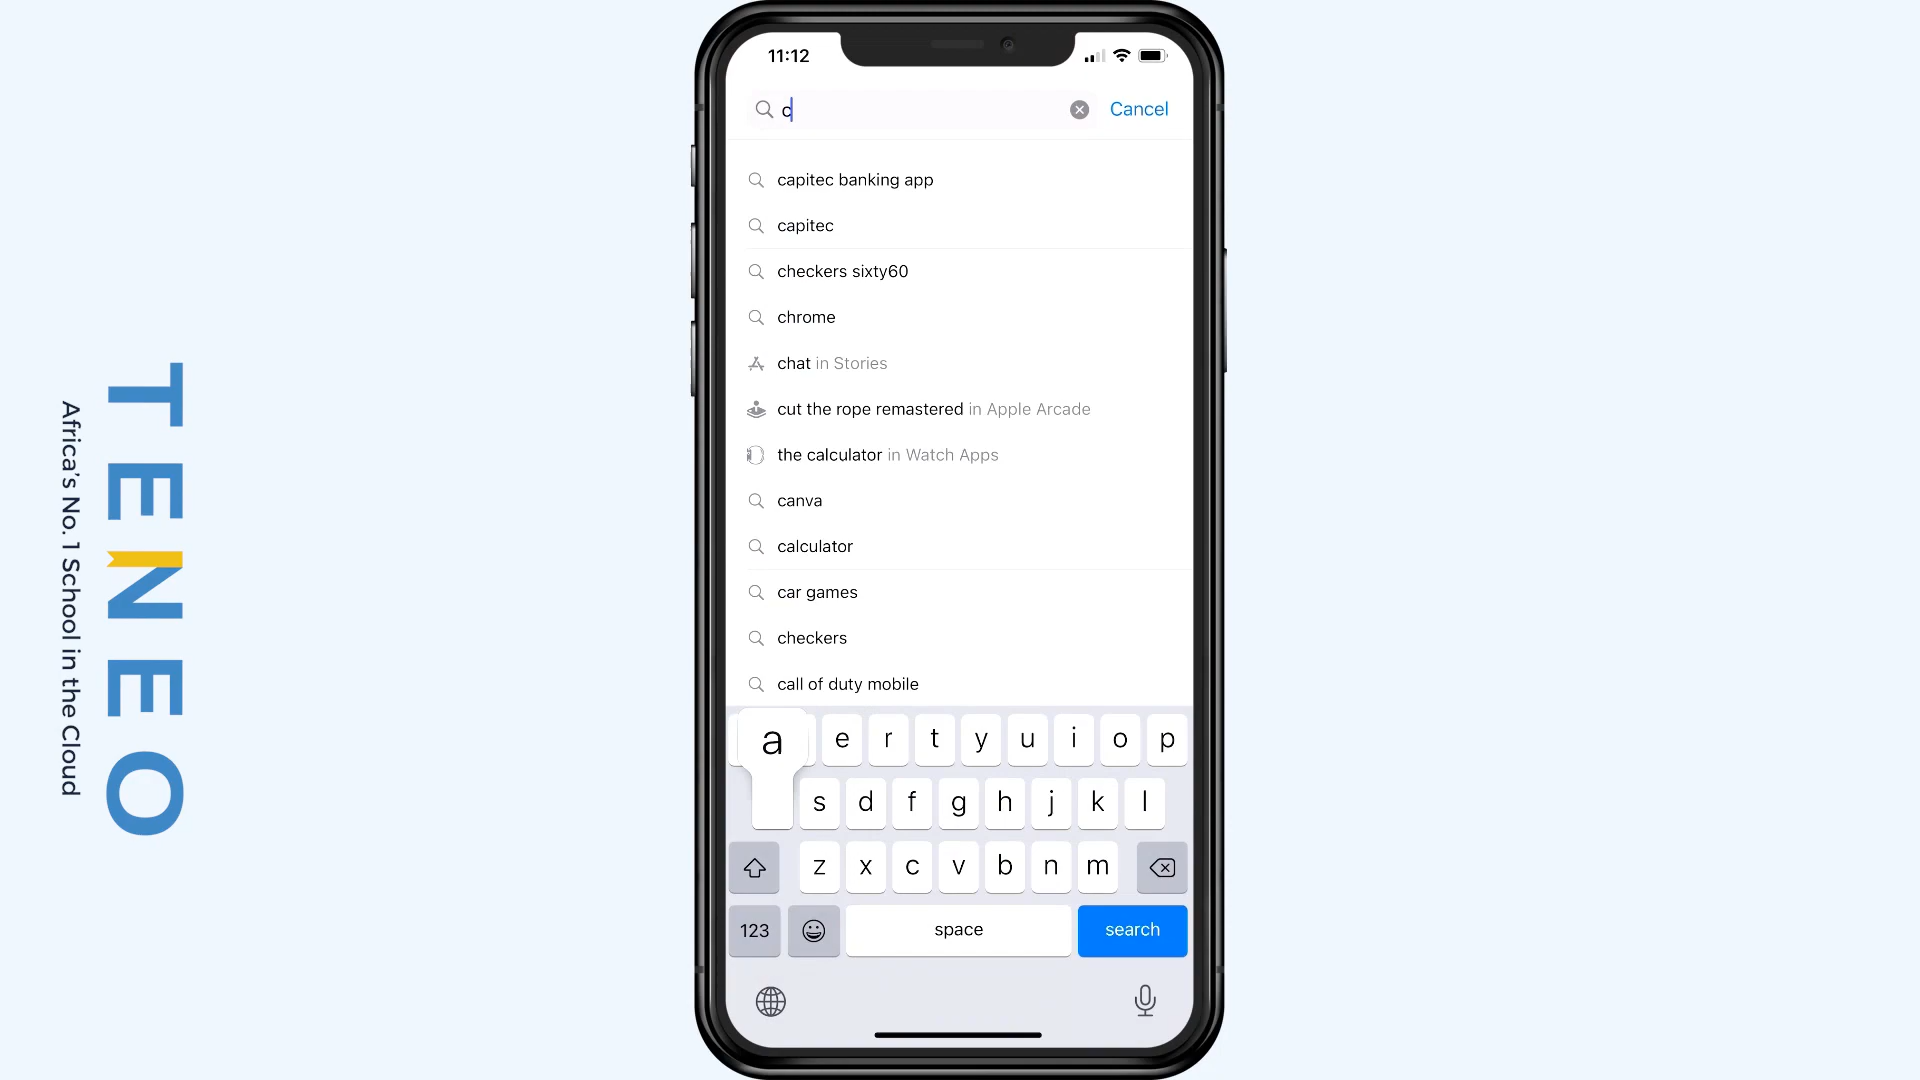 TENEO
Africa's No. 1 School in the Cloud
11:12
c
Cancel
capitec banking app
capitec
checkers sixty60
chrome
chat in Stories
cut the rope remastered in Apple Arcade
the calculator in Watch Apps
canva
calculator
car games
checkers
call of duty mobile
a e r t y u i o p
s d f g h j k l
z x c v b n m
123 space search